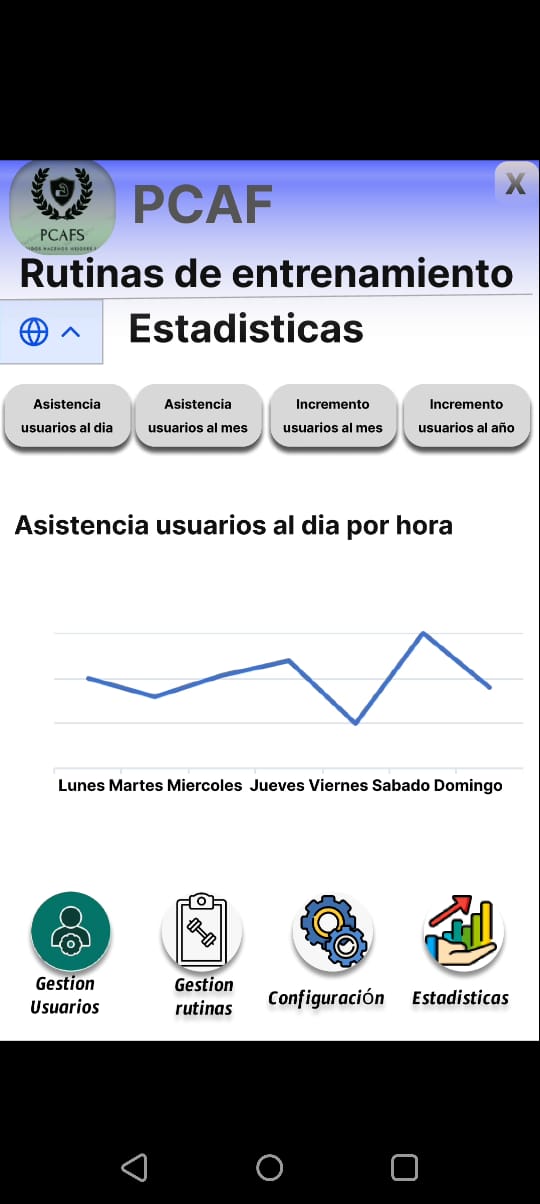 PCAFS
PCAF
X
Rutinas de entrenamiento
Estadisticas
Asistencia
usuarios al dia
Asistencia
usuarios al mes
Incremento
usuarios al mes
Incremento
usuarios al año
Asistencia usuarios al dia por hora
Lunes Martes Miercoles Jueves Viernes Sabado Domingo
Gestion
Usuarios
Gestion
rutinas
Configuración
Estadisticas